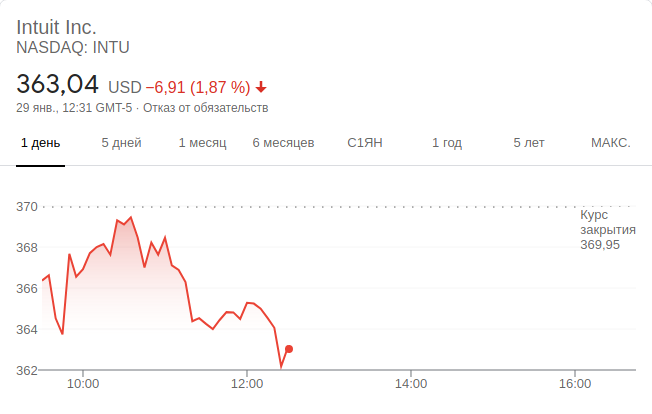 Intuit Inc.
NASDAQ: INTU
363,04 USD −6,91 (1,87 %)
29 янв., 12:31 GMT-5 · Отказ от обязательств
1 день 5 дней 1 месяц 6 месяцев С1ЯН 1 год 5 лет МАКС.
370
Курс
закрытия
369,95
368
366
364
362
10:00 12:00 14:00 16:00